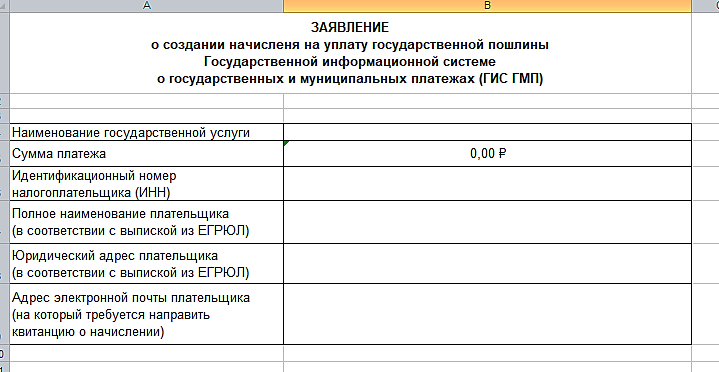 A B
ЗАЯВЛЕНИЕ
о создании начисленя на уплату государственной пошлины
Государственной информационной системе
о государственных и муниципальных платежах (ГИС ГМП)
Наименование государственной услуги
Сумма платежа 0,00 ₽
Идентификационный номер
налогоплательщика (ИНН)
Полное наименование плательщика
(в соответствии с выпиской из ЕГРЮЛ)
Юридический адрес плательщика
(в соответствии с выпиской из ЕГРЮЛ)
Адрес электронной почты плательщика
(на который требуется направить
квитанцию о начислении)